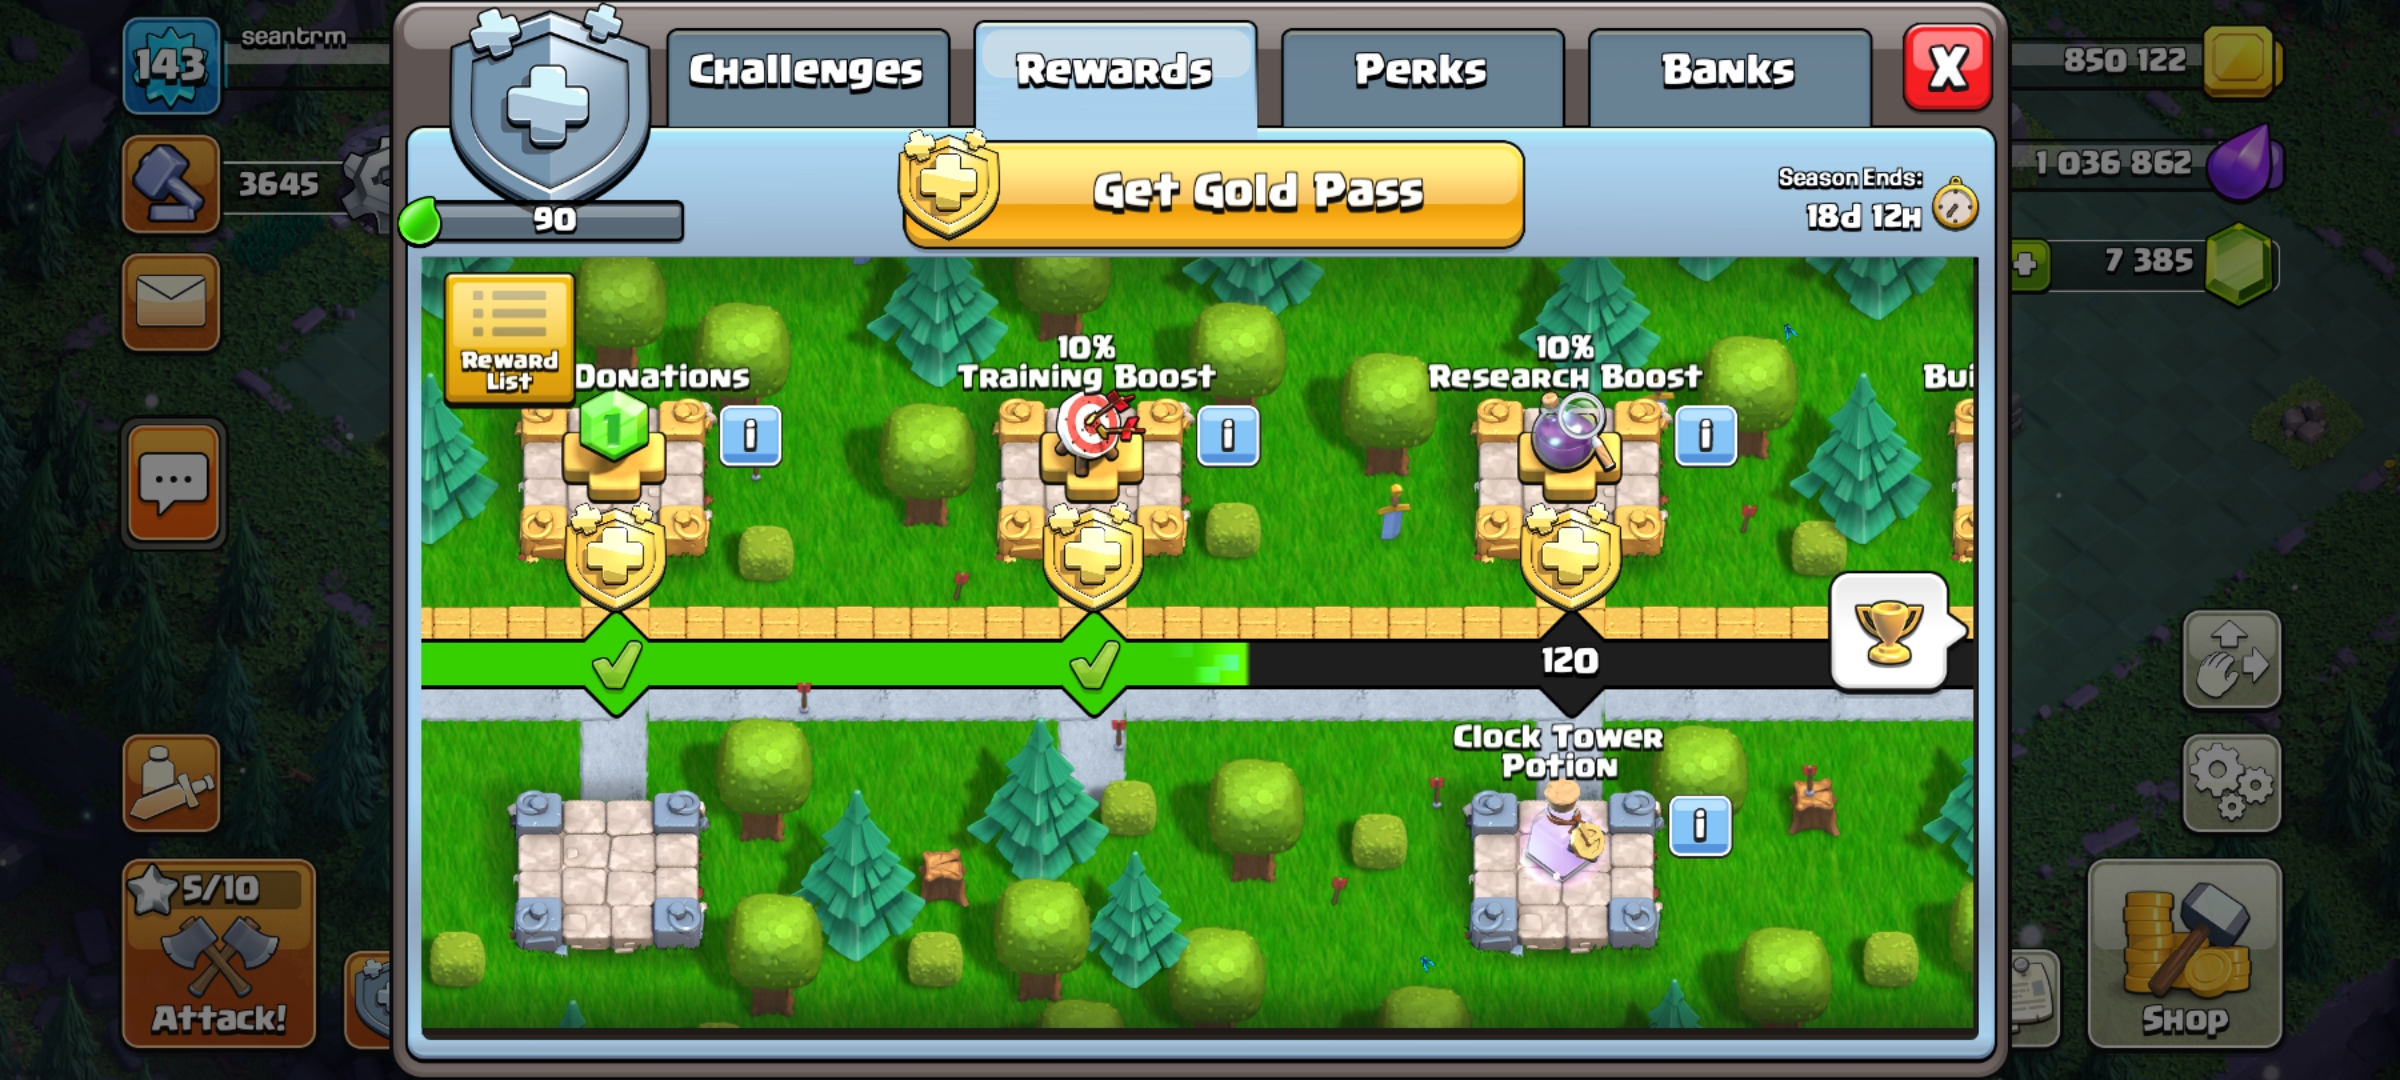 143
seantrm
Challenges
Rewards
Perks
Banks
X
850 122
3645
90
Get Gold Pass
Season Ends:
18d 12H
1 036 862
7 385
Reward
List
Donations
1
i
10%
Training Boost
i
10%
Research Boost
i
Bui
120
Clock Tower
Potion
i
5/10
Attack!
Shop